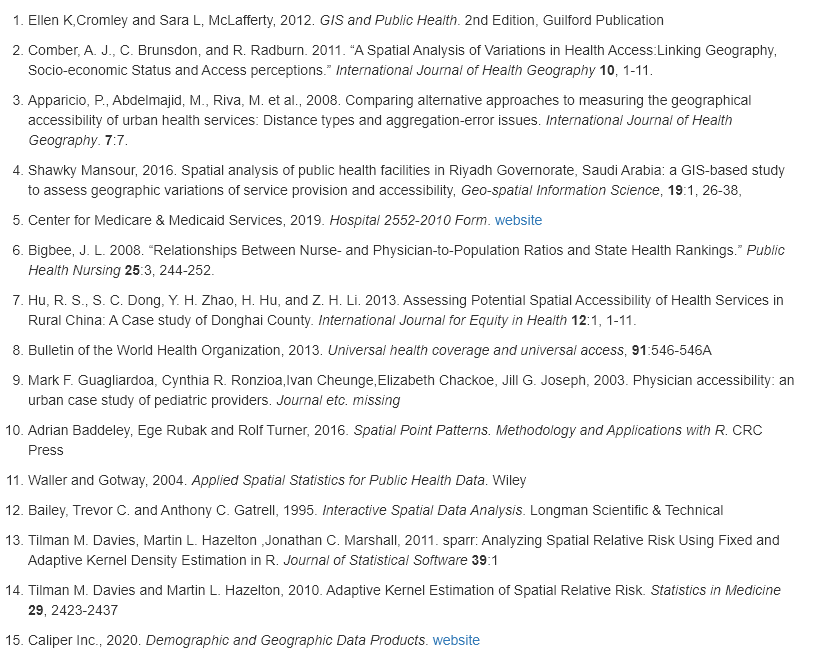 1. Ellen K,Cromley and Sara L, McLafferty, 2012. GIS and Public Health. 2nd Edition, Guilford Publication
2. Comber, A. J., C. Brunsdon, and R. Radburn. 2011. “A Spatial Analysis of Variations in Health Access:Linking Geography,
Socio-economic Status and Access perceptions.” International Journal of Health Geography 10, 1-11.
3. Apparicio, P., Abdelmajid, M., Riva, M. et al., 2008. Comparing alternative approaches to measuring the geographical
accessibility of urban health services: Distance types and aggregation-error issues. International Journal of Health
Geography. 7:7.
4. Shawky Mansour, 2016. Spatial analysis of public health facilities in Riyadh Governorate, Saudi Arabia: a GIS-based study
to assess geographic variations of service provision and accessibility, Geo-spatial Information Science, 19:1, 26-38,
5. Center for Medicare & Medicaid Services, 2019. Hospital 2552-2010 Form. website
6. Bigbee, J. L. 2008. “Relationships Between Nurse- and Physician-to-Population Ratios and State Health Rankings.” Public
Health Nursing 25:3, 244-252.
7. Hu, R. S., S. C. Dong, Y. H. Zhao, H. Hu, and Z. H. Li. 2013. Assessing Potential Spatial Accessibility of Health Services in
Rural China: A Case study of Donghai County. International Journal for Equity in Health 12:1, 1-11.
8. Bulletin of the World Health Organization, 2013. Universal health coverage and universal access, 91:546-546A
9. Mark F. Guagliardoa, Cynthia R. Ronzioa,Ivan Cheunge,Elizabeth Chackoe, Jill G. Joseph, 2003. Physician accessibility: an
urban case study of pediatric providers. Journal etc. missing
10. Adrian Baddeley, Ege Rubak and Rolf Turner, 2016. Spatial Point Patterns. Methodology and Applications with R. CRC
Press
11. Waller and Gotway, 2004. Applied Spatial Statistics for Public Health Data. Wiley
12. Bailey, Trevor C. and Anthony C. Gatrell, 1995. Interactive Spatial Data Analysis. Longman Scientific & Technical
13. Tilman M. Davies, Martin L. Hazelton ,Jonathan C. Marshall, 2011. sparr: Analyzing Spatial Relative Risk Using Fixed and
Adaptive Kernel Density Estimation in R. Journal of Statistical Software 39:1
14. Tilman M. Davies and Martin L. Hazelton, 2010. Adaptive Kernel Estimation of Spatial Relative Risk. Statistics in Medicine
29, 2423-2437
15. Caliper Inc., 2020. Demographic and Geographic Data Products. website